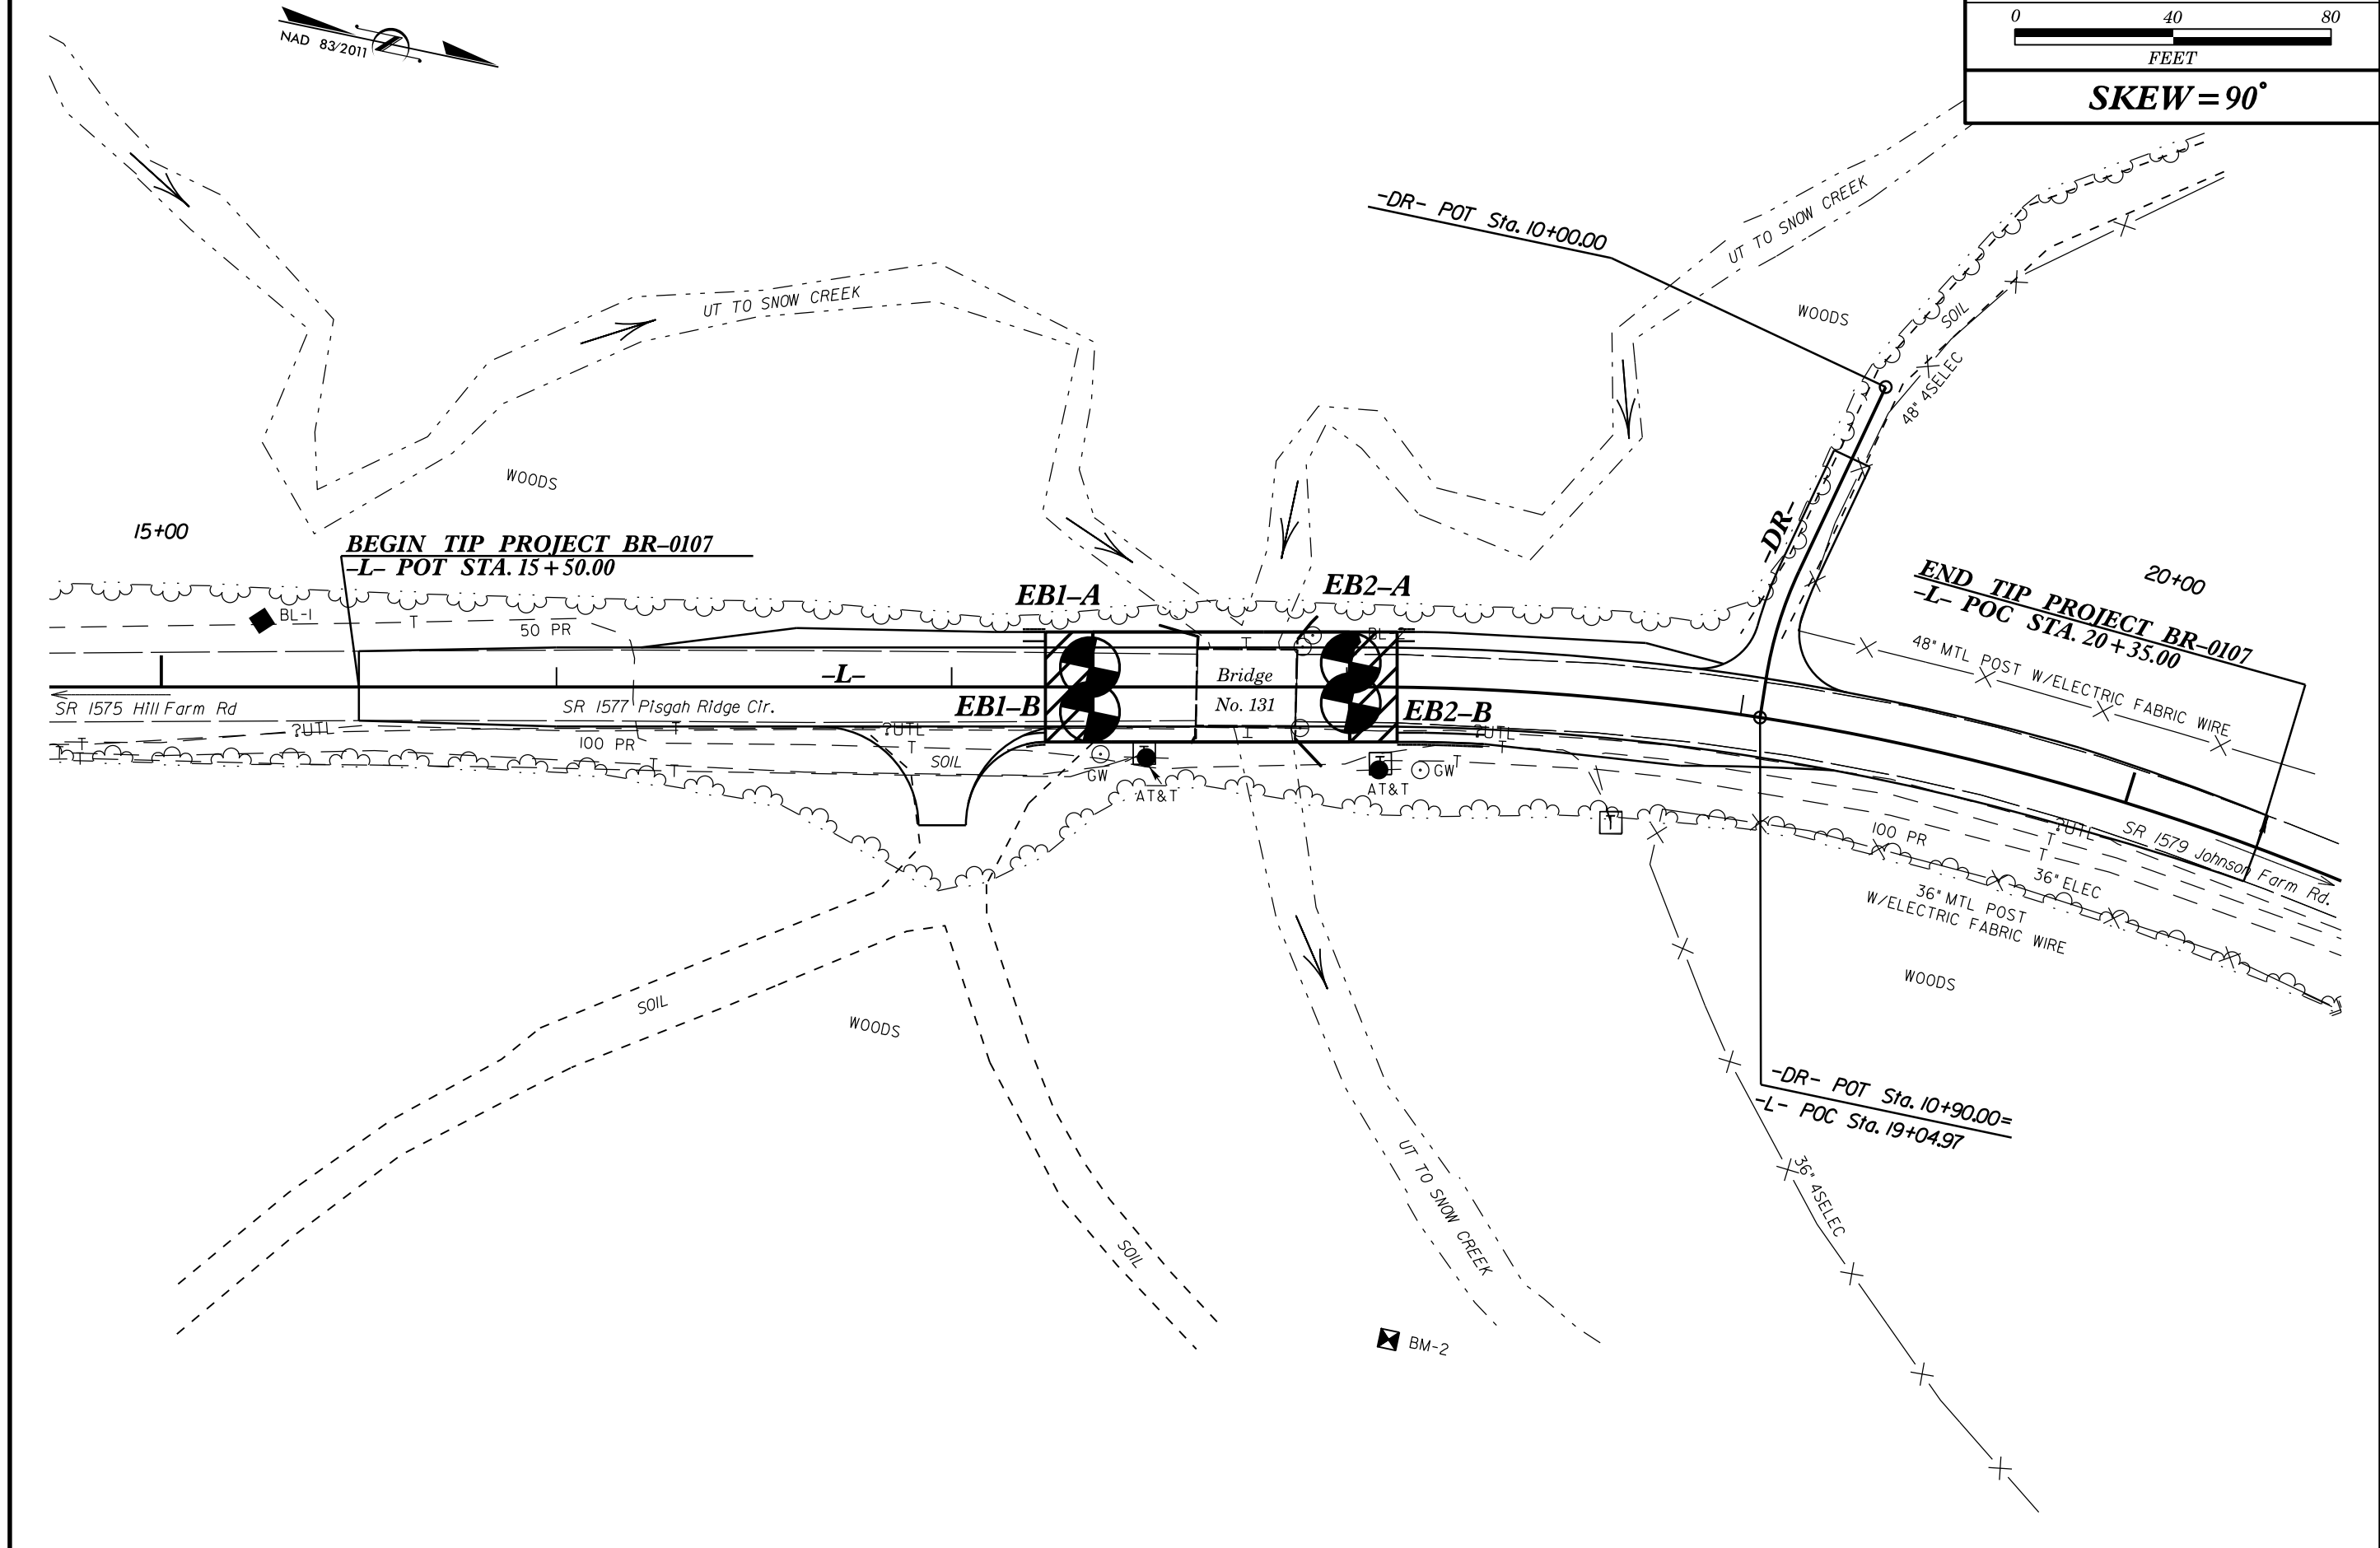 NAD 83/2011
0 40 80
FEET
SKEW = 90°
-DR- POT Sta. 10+00.00
UT TO SNOW CREEK
UT TO SNOW CREEK
WOODS
SOIL
48" 4SELEC
WOODS
15+00
BEGIN TIP PROJECT BR-0107
-L- POT STA. 15+50.00
-DR-
20+00
END TIP PROJECT BR-0107
-L- POC STA. 20+35.00
EB1-A
EB2-A
BL-1
T
50 PR
BL-2
48" MTL POST W/ELECTRIC FABRIC WIRE
-L-
Bridge
No. 131
SR 1575 Hill Farm Rd
SR 1577 Pisgah Ridge Cir.
EB1-B
EB2-B
?UTL
?UTL
?UTL
100 PR
SOIL
GW
AT&T
AT&T
GW
T
100 PR
?UTL
SR 1579 Johnson Farm Rd.
36" ELEC
36" MTL POST
W/ELECTRIC FABRIC WIRE
WOODS
SOIL
WOODS
-DR- POT Sta. 10+90.00=
-L- POC Sta. 19+04.97
UT TO SNOW CREEK
36" 4SELEC
SOIL
BM-2